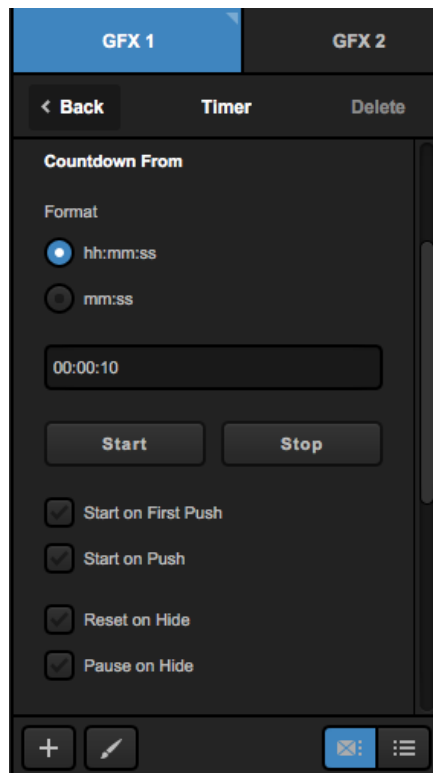 GFX 1
GFX 2
Back
Timer
Delete
Countdown From
Format
hh:mm:ss
mm:ss
00:00:10
Start
Stop
Start on First Push
Start on Push
Reset on Hide
Pause on Hide